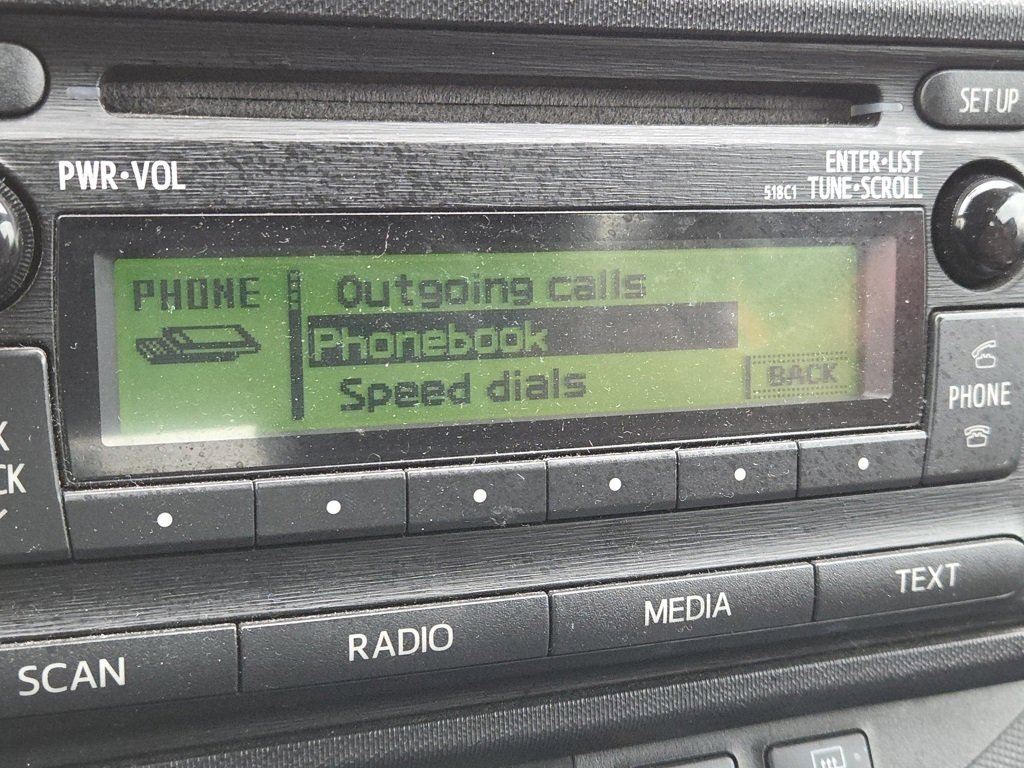 SET UP
PWR•VOL
ENTER•LIST
518C1 TUNE•SCROLL
PHONE
Outgoing calls
Phonebook
Speed dials
BACK
PHONE
SCAN
RADIO
MEDIA
TEXT